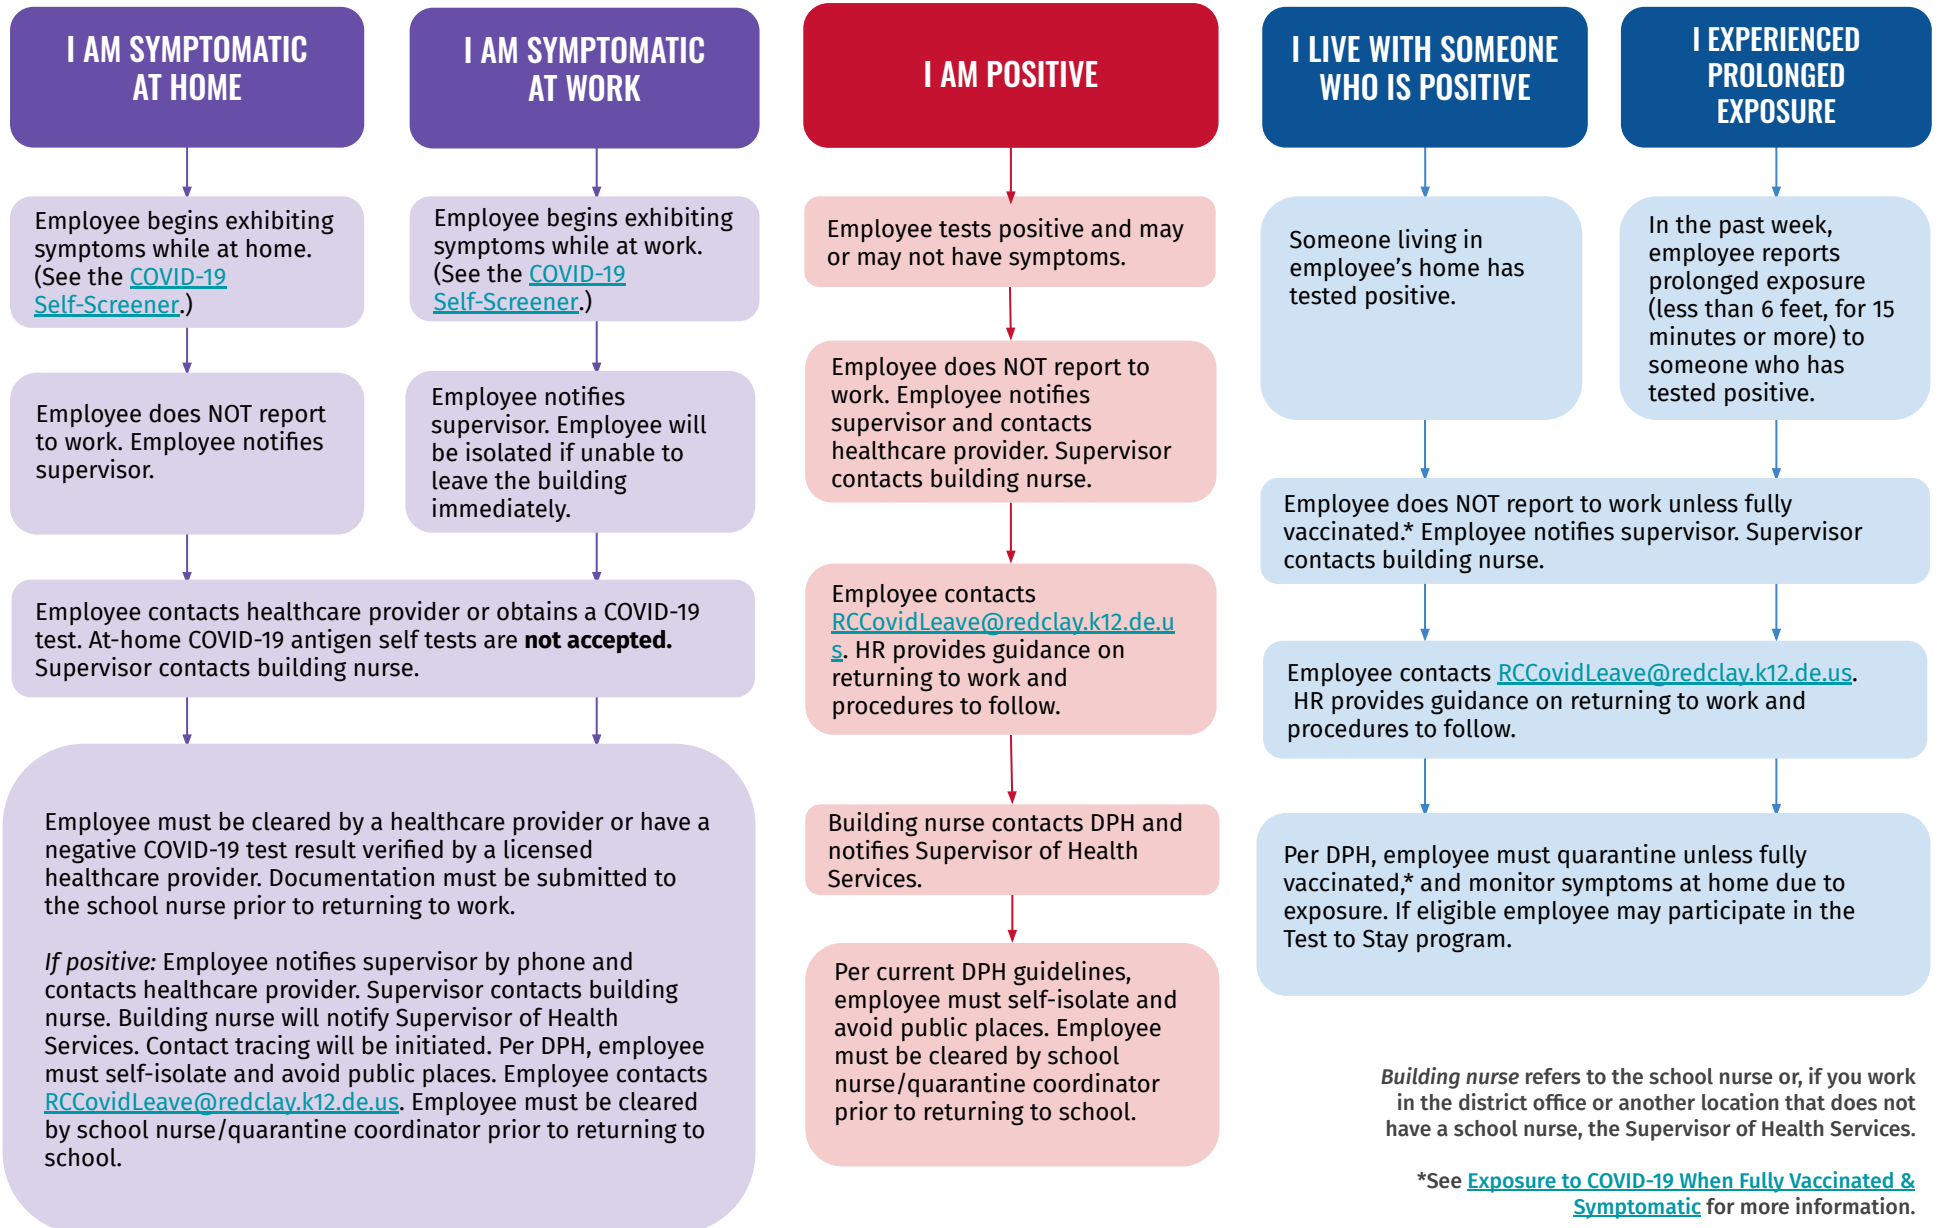 I AM SYMPTOMATIC
AT HOME
Employee begins exhibiting
symptoms while at home.
(See the COVID-19
Self-Screener.)
Employee does NOT report
to work. Employee notifies
supervisor.
I AM SYMPTOMATIC
AT WORK
Employee begins exhibiting
symptoms while at work.
(See the COVID-19
Self-Screener.)
Employee notifies
supervisor. Employee will
be isolated if unable to
leave the building
immediately.
Employee contacts healthcare provider or obtains a COVID-19
test. At-home COVID-19 antigen self tests are not accepted.
Supervisor contacts building nurse.
Employee must be cleared by a healthcare provider or have a
negative COVID-19 test result verified by a licensed
healthcare provider. Documentation must be submitted to
the school nurse prior to returning to work.
If positive: Employee notifies supervisor by phone and
contacts healthcare provider. Supervisor contacts building
nurse. Building nurse will notify Supervisor of Health
Services. Contact tracing will be initiated. Per DPH, employee
must self-isolate and avoid public places. Employee contacts
RCCovidLeave@redclay.k12.de.us. Employee must be cleared
by school nurse/quarantine coordinator prior to returning to
school.
I AM POSITIVE
Employee tests positive and may
or may not have symptoms.
Employee does NOT report to
work. Employee notifies
supervisor and contacts
healthcare provider. Supervisor
contacts building nurse.
Employee contacts
RCCovidLeave@redclay.k12.de.u
s. HR provides guidance on
returning to work and
procedures to follow.
Building nurse contacts DPH and
notifies Supervisor of Health
Services.
Per current DPH guidelines,
employee must self-isolate and
avoid public places. Employee
must be cleared by school
nurse/quarantine coordinator
prior to returning to school.
I LIVE WITH SOMEONE
WHO IS POSITIVE
Someone living in
employee's home has
tested positive.
I EXPERIENCED
PROLONGED
EXPOSURE
In the past week,
employee reports
prolonged exposure
(less than 6 feet, for 15
minutes or more) to
someone who has
tested positive.
Employee does NOT report to work unless fully
vaccinated.* Employee notifies supervisor. Supervisor
contacts building nurse.
Employee contacts RCCovidLeave@redclay.k12.de.us.
HR provides guidance on returning to work and
procedures to follow.
Per DPH, employee must quarantine unless fully
vaccinated,* and monitor symptoms at home due to
exposure. If eligible employee may participate in the
Test to Stay program.
Building nurse refers to the school nurse or, if you work
in the district office or another location that does not
have a school nurse, the Supervisor of Health Services.
*See Exposure to COVID-19 When Fully Vaccinated &
Symptomatic for more information.